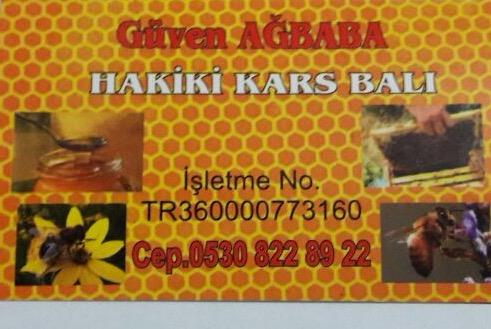 Güven AĞBABA
HAKİKİ KARS BALI
İşletme No.
TR360000773160
Cep.0530 822 89 22